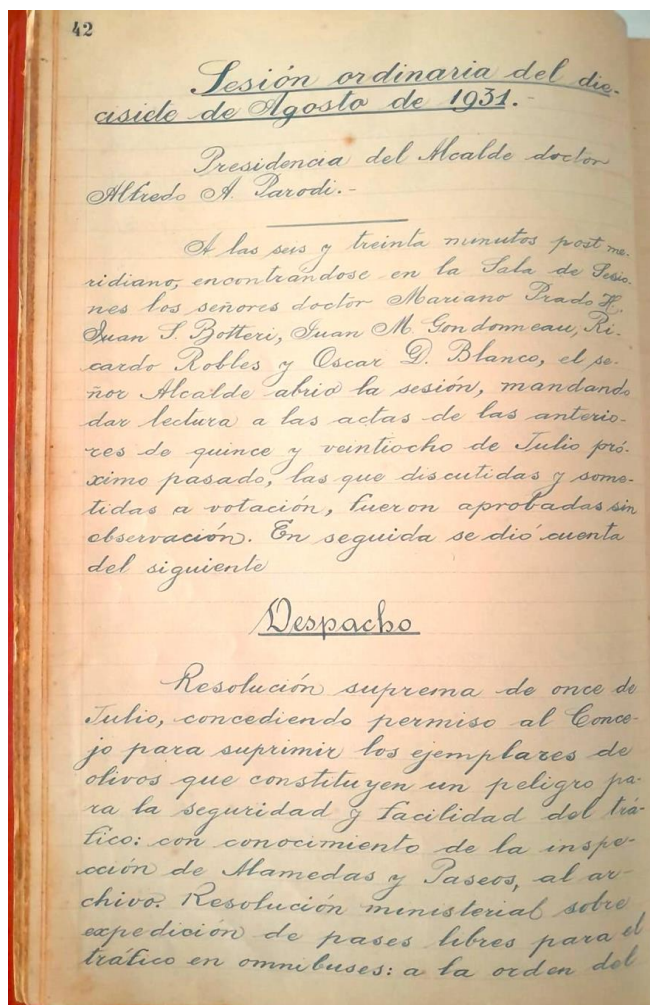 42
Sesión ordinaria del die-
cisiete de Agosto de 1931.-
Presidencia del Alcalde doctor
Alfredo A. Parodi.-
A las seis y treinta minutos post me-
ridiano, encontrandose en la Sala de Sesio-
nes los señores doctor Mariano Prado H,
Juan S. Botteri, Juan M. Gondonneau, Ri-
cardo Robles y Oscar D. Blanco, el se-
ñor Alcalde abrió la sesión, mandando
dar lectura a las actas de las anterio-
res de quince y veintiocho de Julio pró-
ximo pasado, las que discutidas y some-
tidas a votación, fueron aprobadas sin
observación. En seguida se dió cuenta
del siguiente
Despacho
Resolución suprema de once de
Julio, concediendo permiso al Conce-
jo para suprimir los ejemplares de
olivos que constituyen un peligro pa-
ra la seguridad y facilidad del trá-
fico: con conocimiento de la inspe-
cción de Alamedas y Paseos, al ar-
chivo. Resolución ministerial sobre
expedición de pases libres para el
tráfico en omnibuses: a la orden del